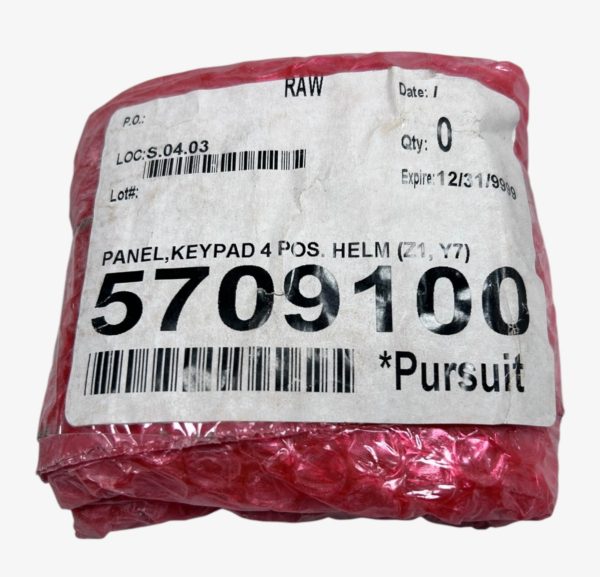 RAW
Date: /
P.O.:
Qty: 0
LOC:S.04.03
Expire:12/31/9999
Lot#:
PANEL,KEYPAD 4 POS. HELM (Z1, Y7)
5709100
*Pursuit